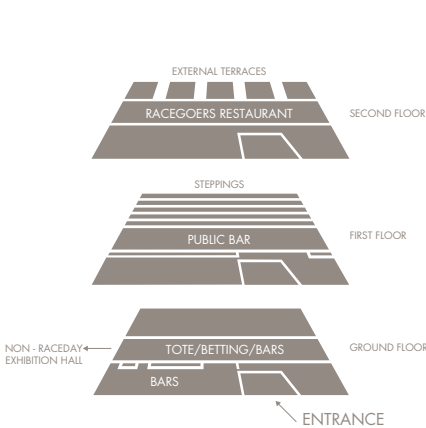 EXTERNAL TERRACES
RACEGOERS RESTAURANT
SECOND FLOOR
STEPPINGS
PUBLIC BAR
FIRST FLOOR
NON - RACEDAY
EXHIBITION HALL
TOTE/BETTING/BARS
GROUND FLOOR
BARS
ENTRANCE